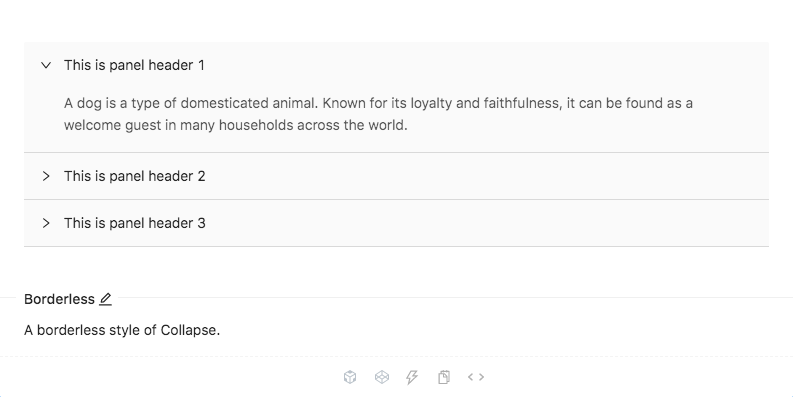 This is panel header 1
A dog is a type of domesticated animal. Known for its loyalty and faithfulness, it can be found as a
welcome guest in many households across the world.
This is panel header 2
This is panel header 3
Borderless
A borderless style of Collapse.